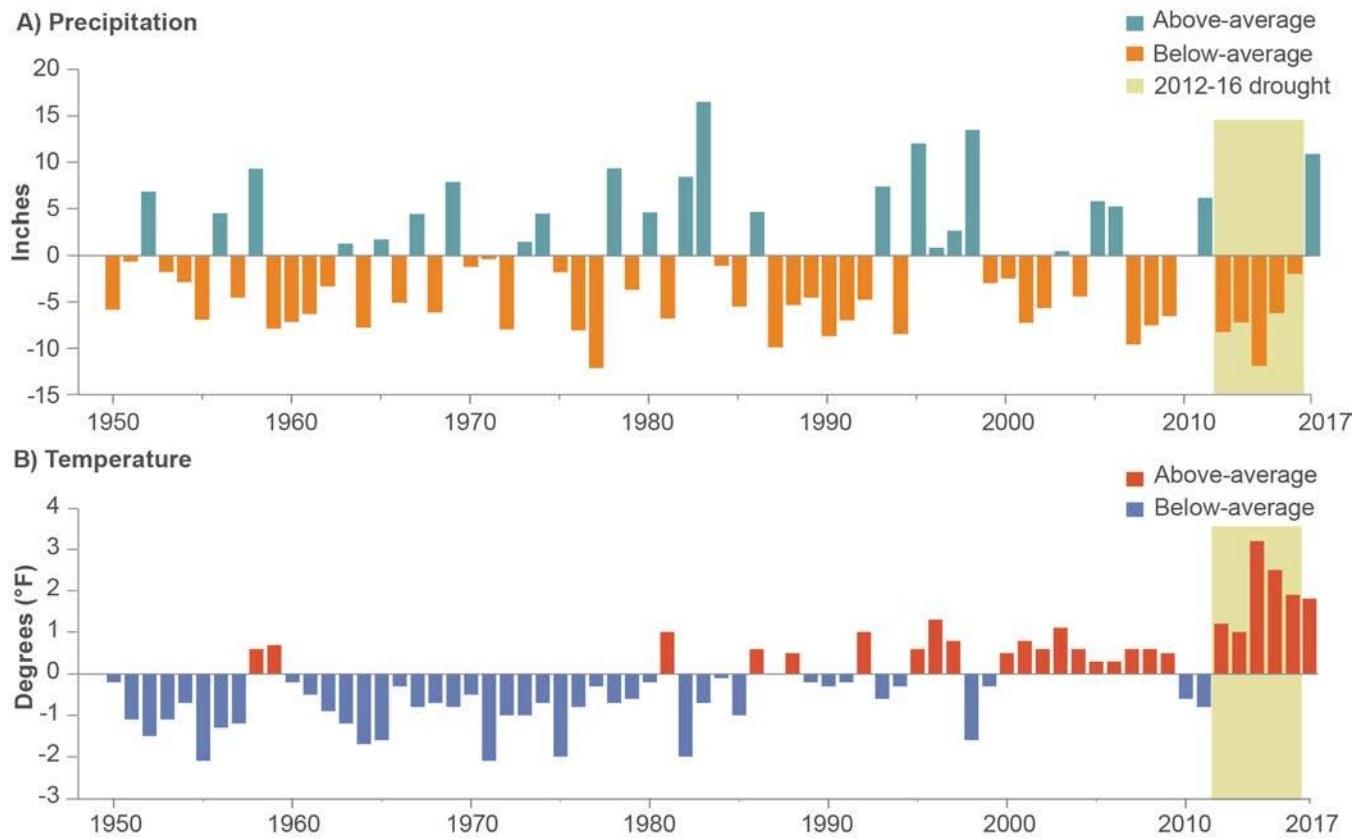 A) Precipitation
Above-average
Below-average
2012-16 drought
Inches
20
15
10
5
0
-5
-10
-15
1950 1960 1970 1980 1990 2000 2010 2017
B) Temperature
Above-average
Below-average
Degrees (°F)
4
3
2
1
0
-1
-2
-3
1950 1960 1970 1980 1990 2000 2010 2017